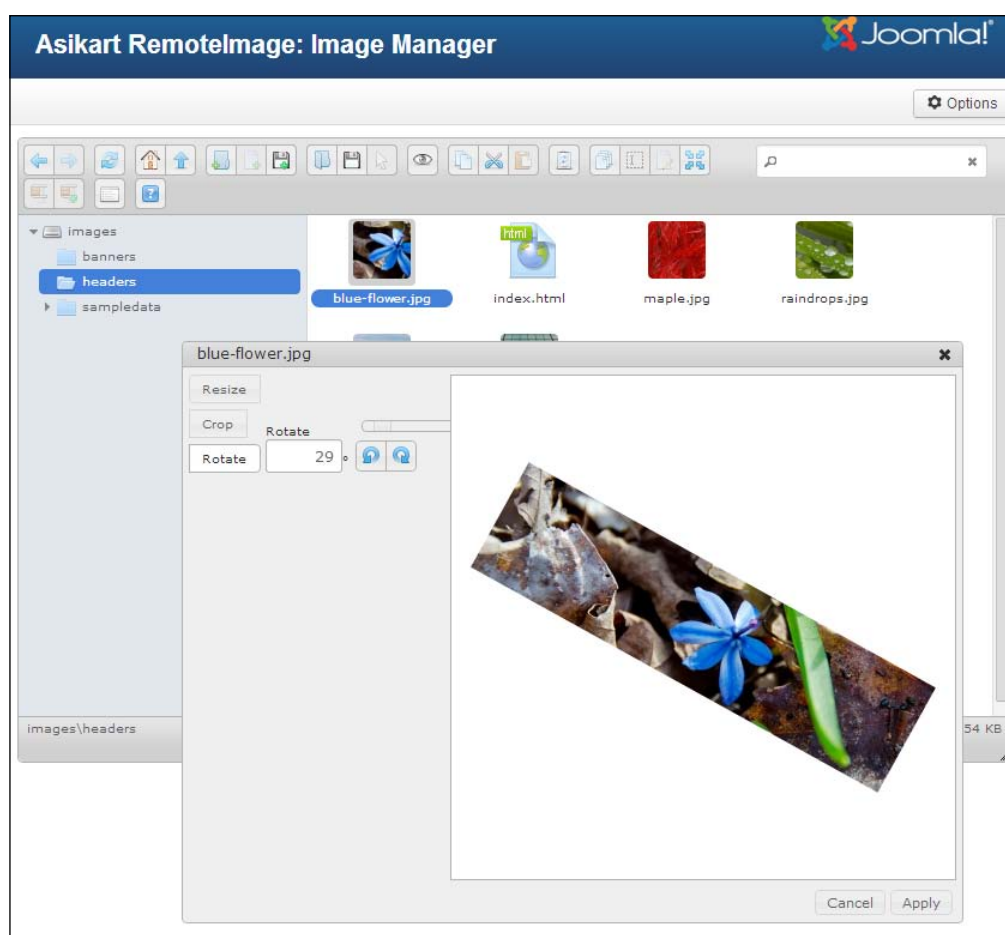 Asikart RemoteImage: Image Manager
Joomla!
Options
images
banners
headers
sampledata
html
blue-flower.jpg
index.html
maple.jpg
raindrops.jpg
blue-flower.jpg
Resize
Crop
Rotate
Rotate
29 °
images\headers
54 KB
Cancel
Apply